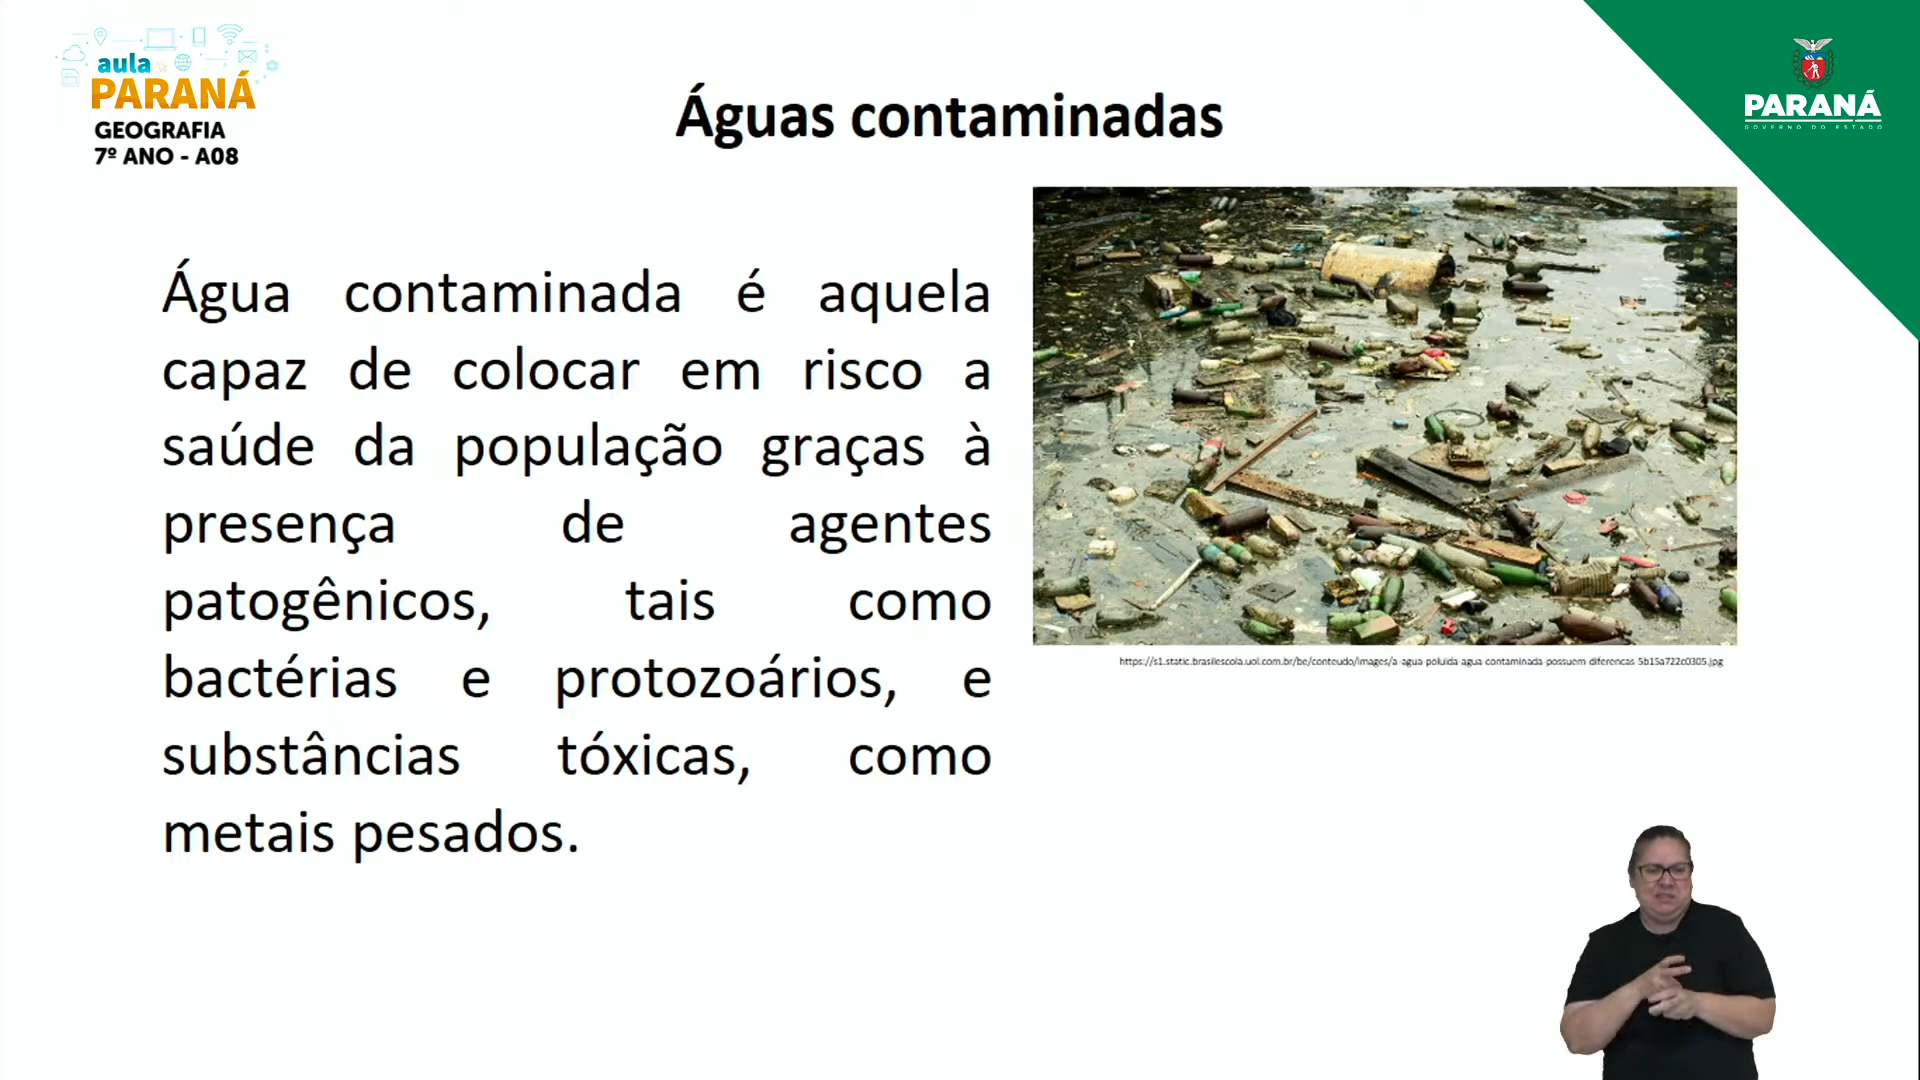 aula
PARANÁ
GEOGRAFIA
7º ANO - A08
Águas contaminadas
PARANÁ
GOVERNO DO ESTADO
Água contaminada é aquela
capaz de colocar em risco a
saúde da população graças à
presença de agentes
patogênicos, tais como
bactérias e protozoários, e
substâncias tóxicas, como
metais pesados.
https://s1.static.brasilescola.uol.com.br/be/conteudo/images/a-agua-poluida-agua-contaminada-possuem-diferencas-5b15a722c0305.jpg